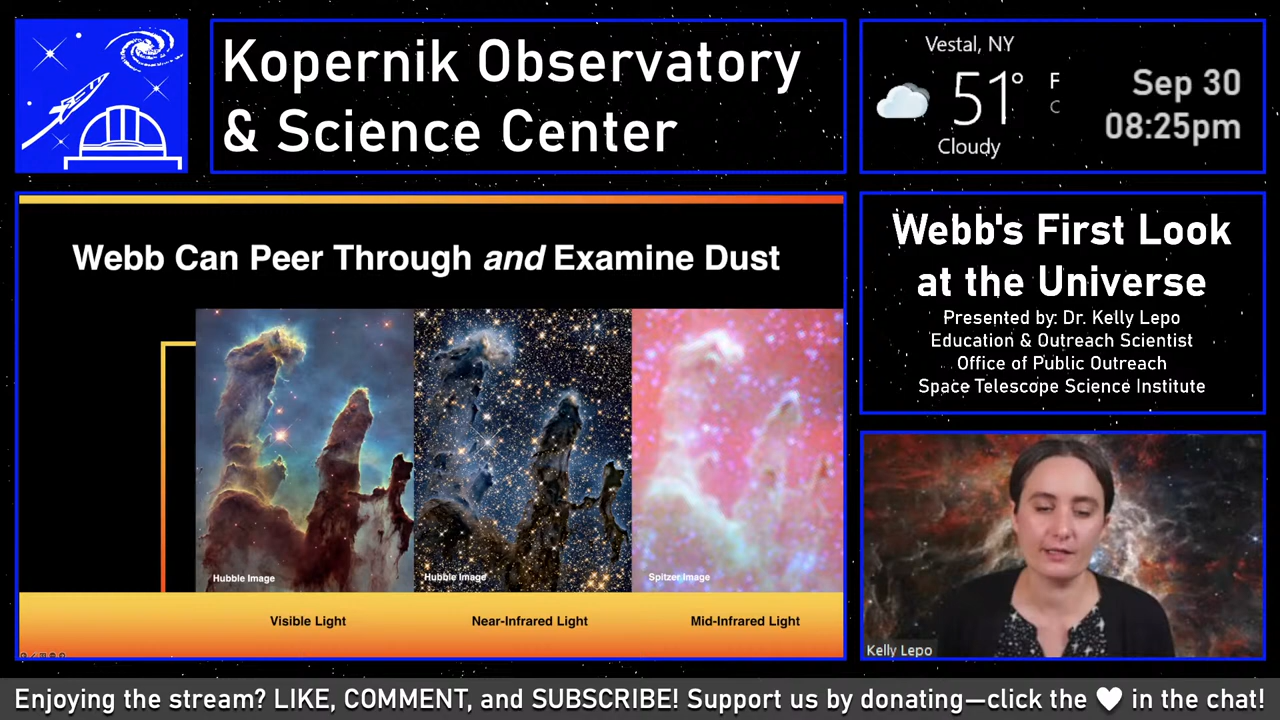 Kopernik Observatory
& Science Center
Vestal, NY
51° F
C
Cloudy
Sep 30
08:25pm
Webb Can Peer Through and Examine Dust
Hubble Image
Hubble Image
Spitzer Image
Visible Light
Near-Infrared Light
Mid-Infrared Light
Webb's First Look
at the Universe
Presented by: Dr. Kelly Lepo
Education & Outreach Scientist
Office of Public Outreach
Space Telescope Science Institute
Kelly Lepo
Enjoying the stream? LIKE, COMMENT, and SUBSCRIBE! Support us by donating—click the ♥ in the chat!